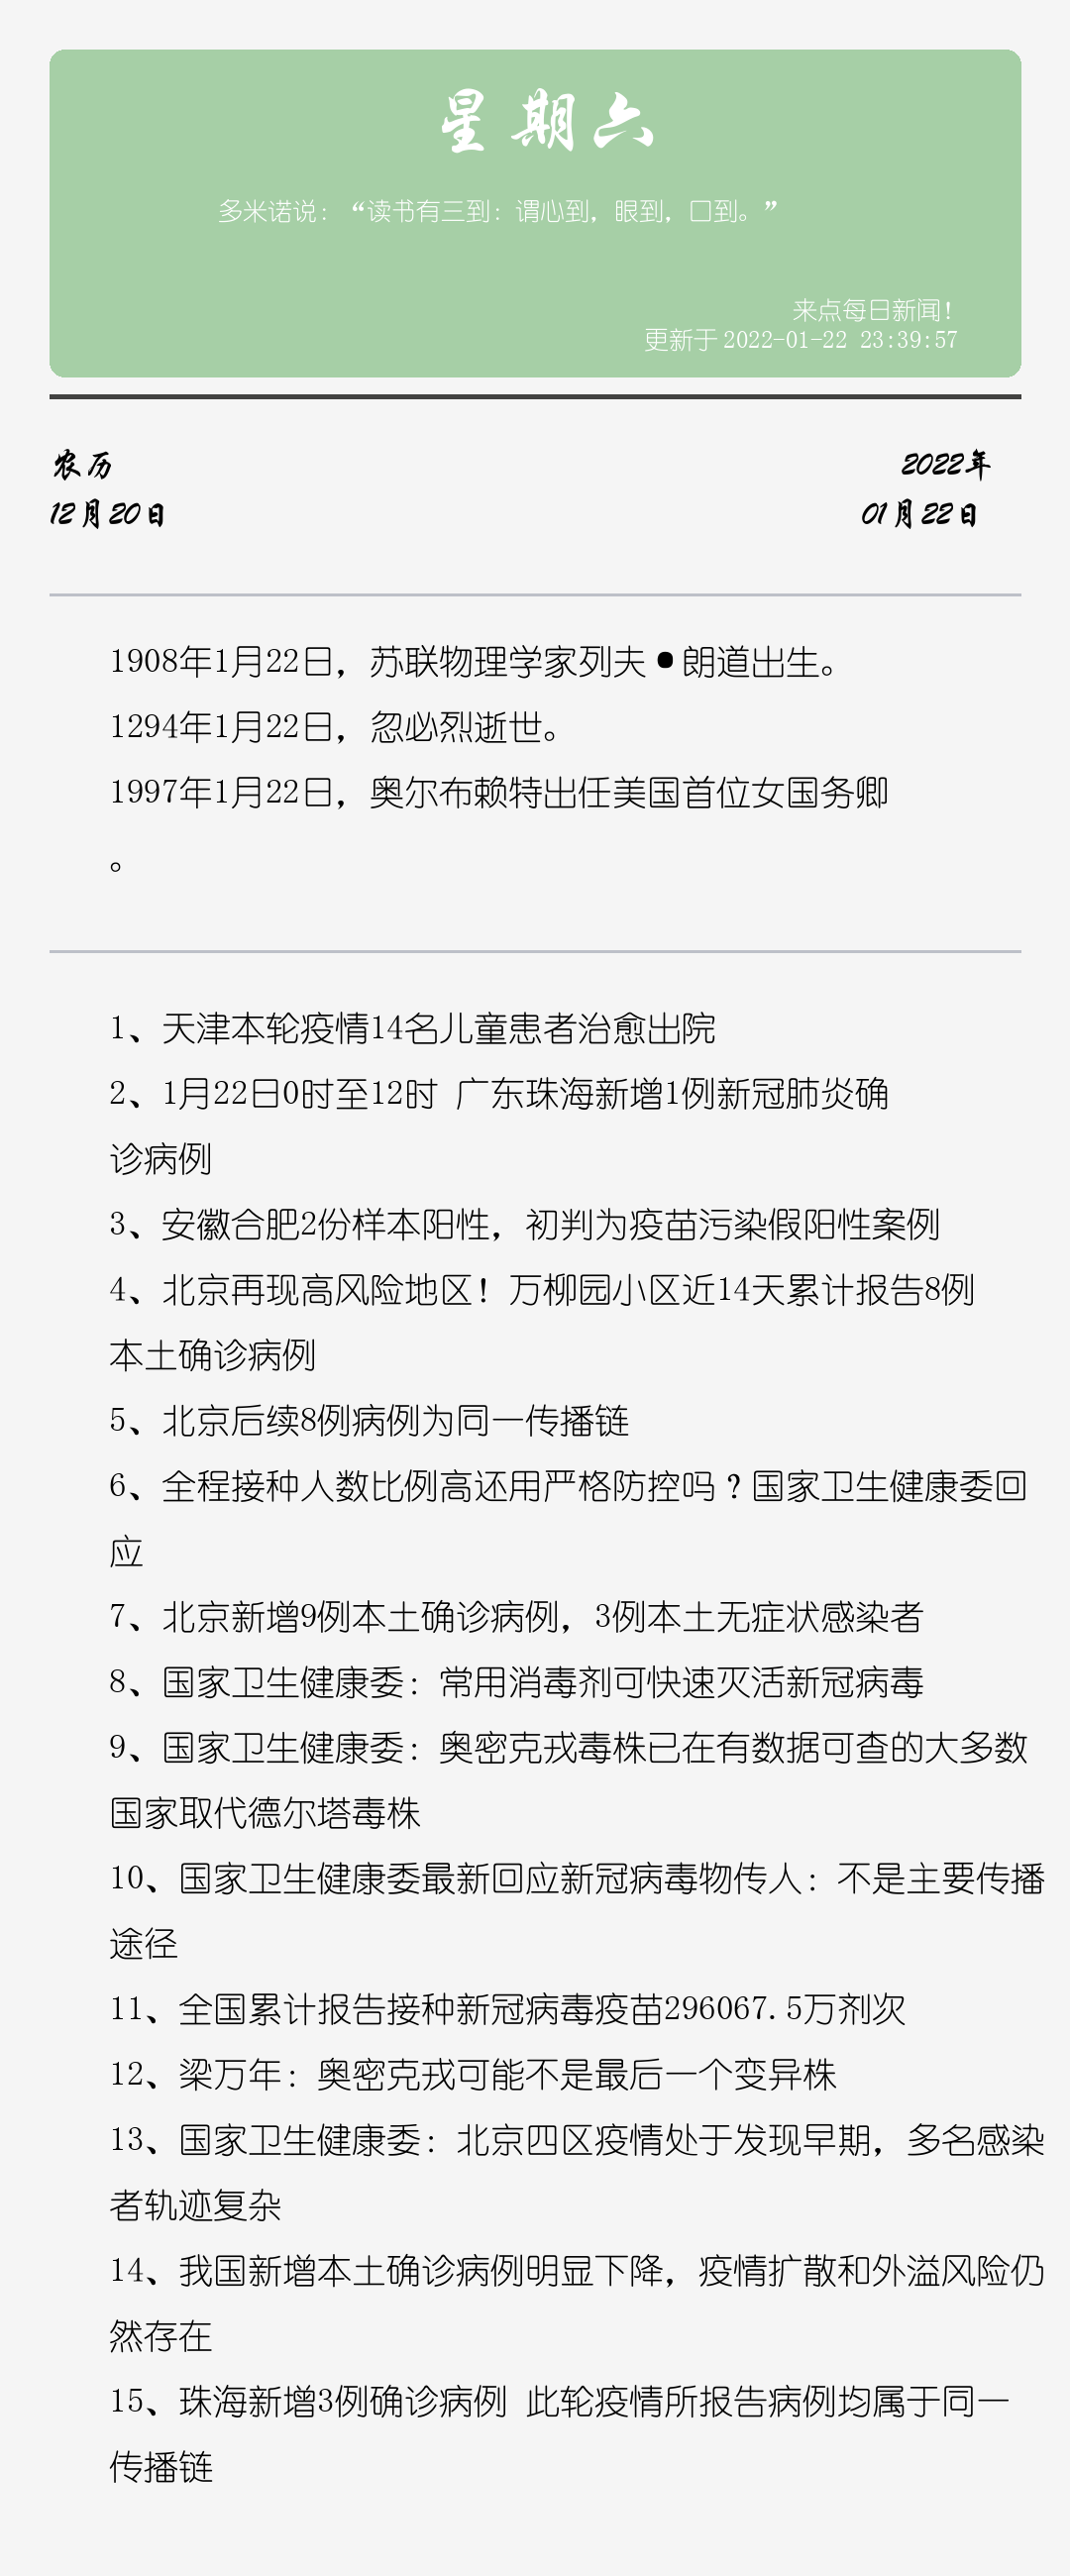 星期六
多米诺说：“读书有三到：谓心到，眼到，口到。”
来点每日新闻！
更新于 2022-01-22 23:39:57
农历
2022年
12月20日
01月22日
1908年1月22日，苏联物理学家列夫•朗道出生。
1294年1月22日，忽必烈逝世。
1997年1月22日，奥尔布赖特出任美国首位女国务卿
。
1、天津本轮疫情14名儿童患者治愈出院
2、1月22日0时至12时 广东珠海新增1例新冠肺炎确
诊病例
3、安徽合肥2份样本阳性，初判为疫苗污染假阳性案例
4、北京再现高风险地区！万柳园小区近14天累计报告8例
本土确诊病例
5、北京后续8例病例为同一传播链
6、全程接种人数比例高还用严格防控吗？国家卫生健康委回
应
7、北京新增9例本土确诊病例，3例本土无症状感染者
8、国家卫生健康委：常用消毒剂可快速灭活新冠病毒
9、国家卫生健康委：奥密克戎毒株已在有数据可查的大多数
国家取代德尔塔毒株
10、国家卫生健康委最新回应新冠病毒物传人：不是主要传播
途径
11、全国累计报告接种新冠病毒疫苗296067.5万剂次
12、梁万年：奥密克戎可能不是最后一个变异株
13、国家卫生健康委：北京四区疫情处于发现早期，多名感染
者轨迹复杂
14、我国新增本土确诊病例明显下降，疫情扩散和外溢风险仍
然存在
15、珠海新增3例确诊病例 此轮疫情所报告病例均属于同一
传播链